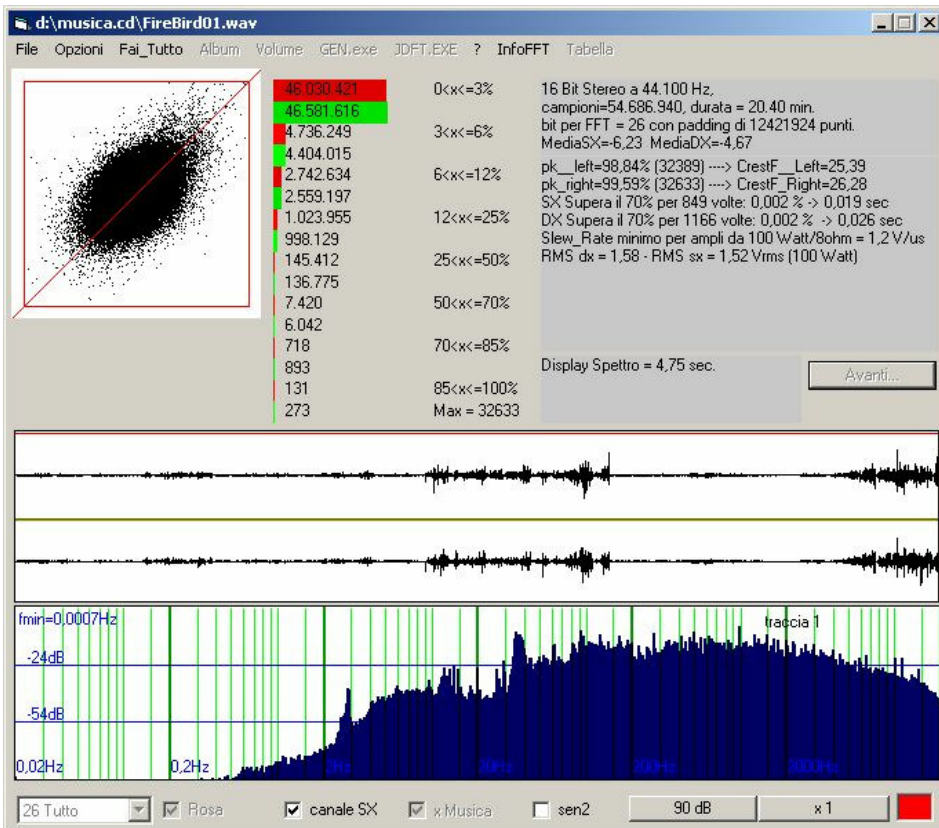 d:\musica.cd\FireBird01.wav
File Opzioni Fai_Tutto Album Volume GEN.exe JDFT.EXE ? InfoFFT Tabella
46.030.421 0<x<=3%
46.581.616
4.736.249 3<x<=6%
4.404.015
2.742.634 6<x<=12%
2.559.197
1.023.955 12<x<=25%
998.129
145.412 25<x<=50%
136.775
7.420 50<x<=70%
6.042
718 70<x<=85%
893
131 85<x<=100%
273 Max = 32633
16 Bit Stereo a 44.100 Hz,
campioni=54.686.940, durata = 20.40 min.
bit per FFT = 26 con padding di 12421924 punti.
MediaSX=-6,23 MediaDX=-4,67
pk__left=98,84% (32389) ----> CrestF__Left=25,39
pk_right=99,59% (32633) ----> CrestF_Right=26,28
SX Supera il 70% per 849 volte: 0,002 % -> 0,019 sec
DX Supera il 70% per 1166 volte: 0,002 % -> 0,026 sec
Slew_Rate minimo per ampli da 100 Watt/8ohm = 1,2 V/us
RMS dx = 1,58 - RMS sx = 1,52 Vrms (100 Watt)
Display Spettro = 4,75 sec.
Avanti...
fmin=0,0007Hz
traccia 1
-24dB
-54dB
0,02Hz 0,2Hz 2Hz 20Hz 200Hz 2000Hz
26 Tutto Rosa canale SX x Musica sen2 90 dB x 1